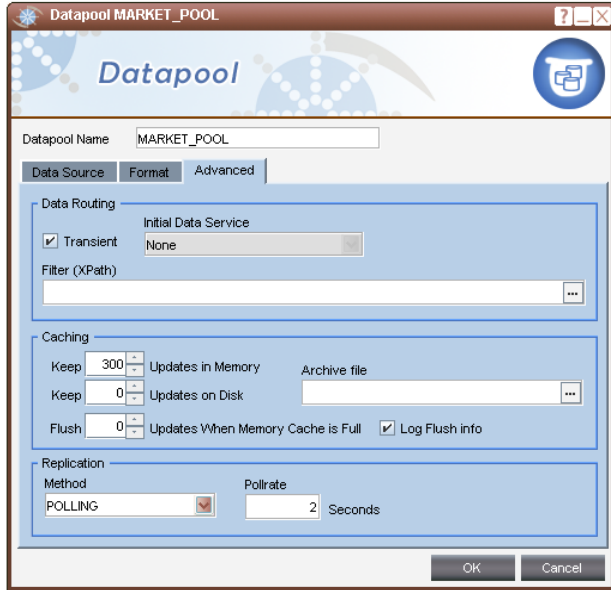 Datapool MARKET_POOL
Datapool
Datapool Name MARKET_POOL
Data Source Format Advanced
Data Routing
Initial Data Service
Transient None
Filter (XPath)
...
Caching
Keep 300 Updates in Memory Archive file
Keep 0 Updates on Disk ...
Flush 0 Updates When Memory Cache is Full Log Flush info
Replication
Method Pollrate
POLLING 2 Seconds
OK Cancel